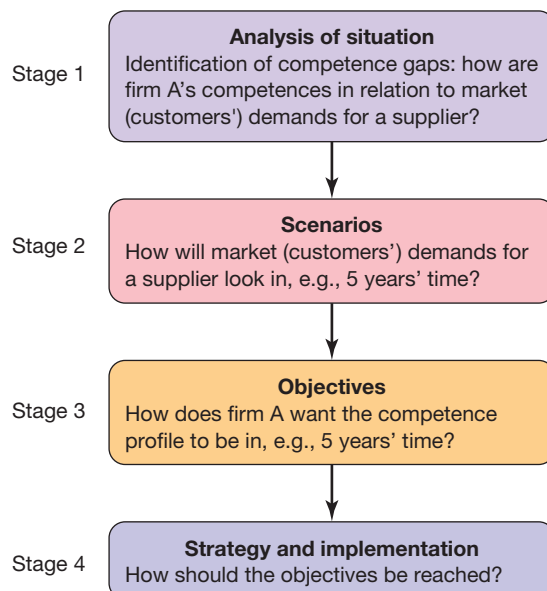 Stage 1
Analysis of situation
Identification of competence gaps: how are
firm A's competences in relation to market
(customers') demands for a supplier?
Stage 2
Scenarios
How will market (customers’) demands for
a supplier look in, e.g., 5 years’ time?
Stage 3
Objectives
How does firm A want the competence
profile to be in, e.g., 5 years’ time?
Stage 4
Strategy and implementation
How should the objectives be reached?